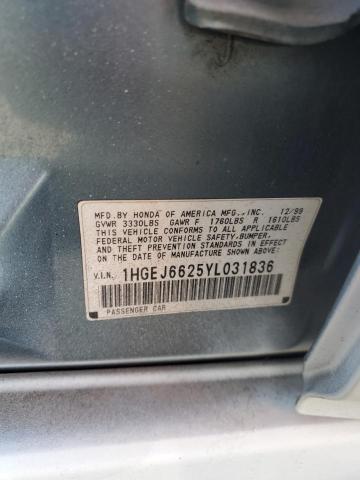 MFD.BY HONDA OF AMERICA MFG.,INC. 12/99
GVWR 3330LBS GAWR F 1760LBS R 1610LBS
THIS VEHICLE CONFORMS TO ALL APPLICABLE
FEDERAL MOTOR VEHICLE SAFETY,BUMPER,
AND THEFT PREVENTION STANDARDS IN EFFECT
ON THE DATE OF MANUFACTURE SHOWN ABOVE.
V.I.N. 1HGEJ6625YL031836
PASSENGER CAR